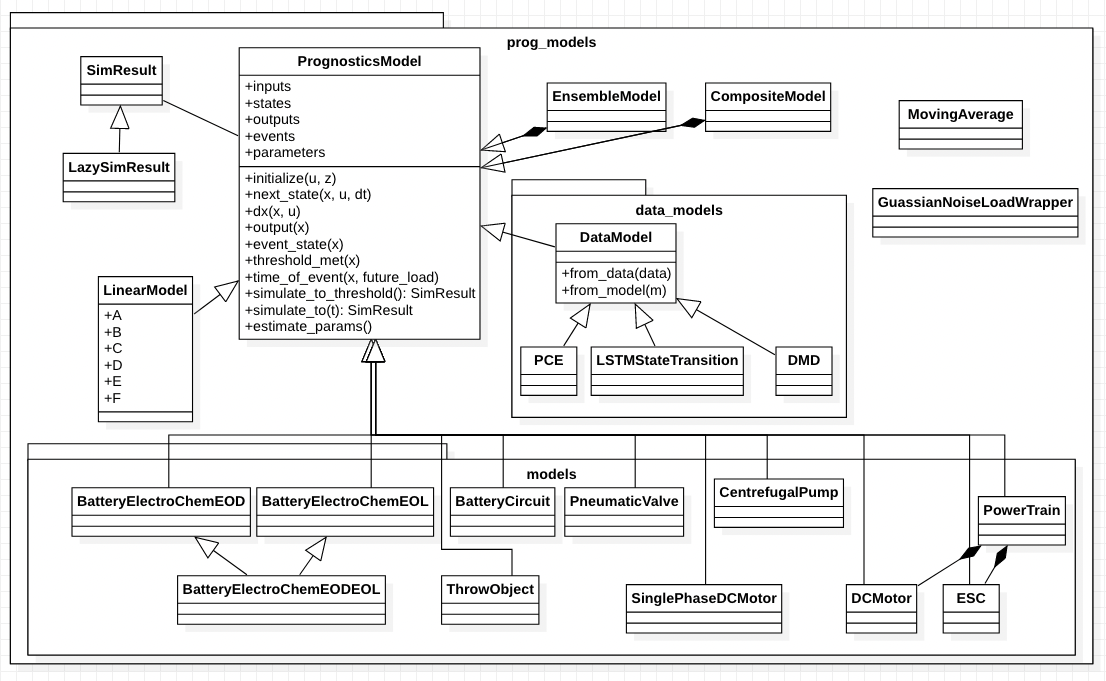 prog_models
SimResult
LazySimResult
PrognosticsModel
+inputs
+states
+outputs
+events
+parameters
+initialize(u, z)
+next_state(x, u, dt)
+dx(x, u)
+output(x)
+event_state(x)
+threshold_met(x)
+time_of_event(x, future_load)
+simulate_to_threshold(): SimResult
+simulate_to(t): SimResult
+estimate_params()
EnsembleModel
CompositeModel
MovingAverage
GuassianNoiseLoadWrapper
LinearModel
+A
+B
+C
+D
+E
+F
data_models
DataModel
+from_data(data)
+from_model(m)
PCE
LSTMStateTransition
DMD
models
BatteryElectroChemEOD
BatteryElectroChemEOL
BatteryCircuit
PneumaticValve
CentrefugalPump
PowerTrain
BatteryElectroChemEODEOL
ThrowObject
SinglePhaseDCMotor
DCMotor
ESC